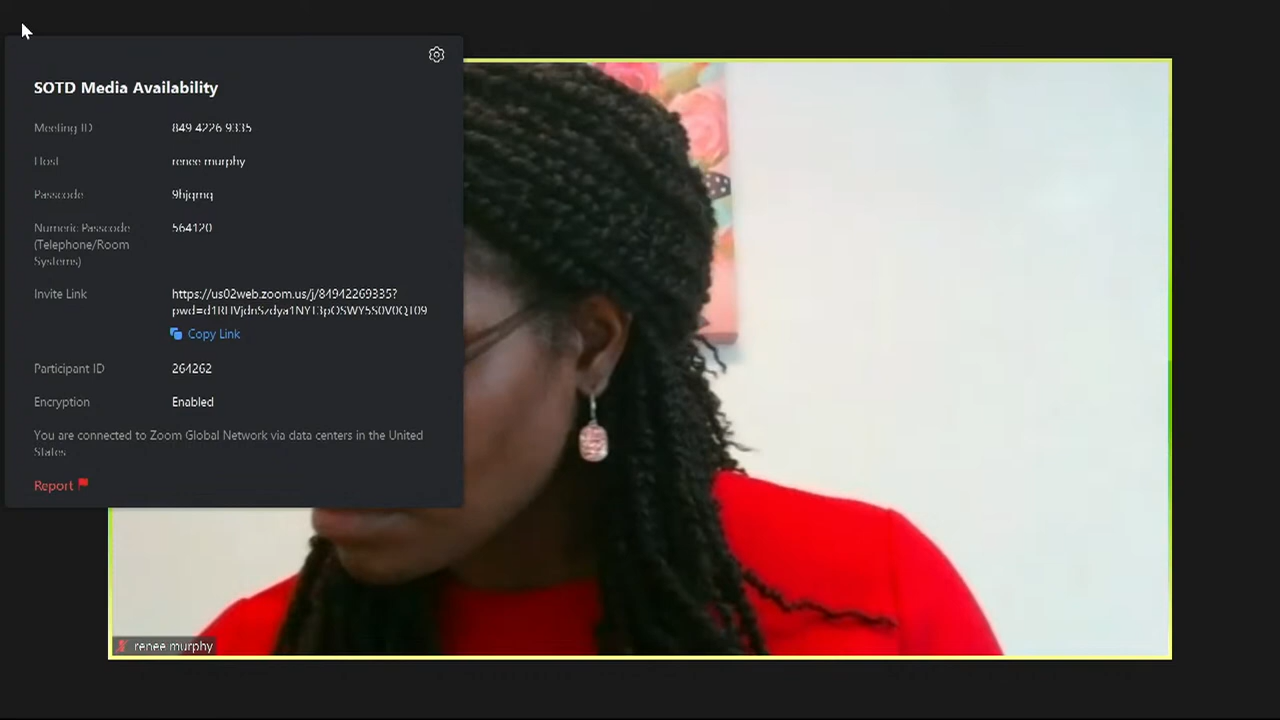 SOTD Media Availability
Meeting ID 849 4226 9335
Host renee murphy
Passcode 9hjqmq
Numeric Passcode 564120
(Telephone/Room
Systems)
Invite Link https://us02web.zoom.us/j/84942269335?
Copy Link
Participant ID 264262
Encryption Enabled
You are connected to Zoom Global Network via data centers in the United
States
Report
renee murphy